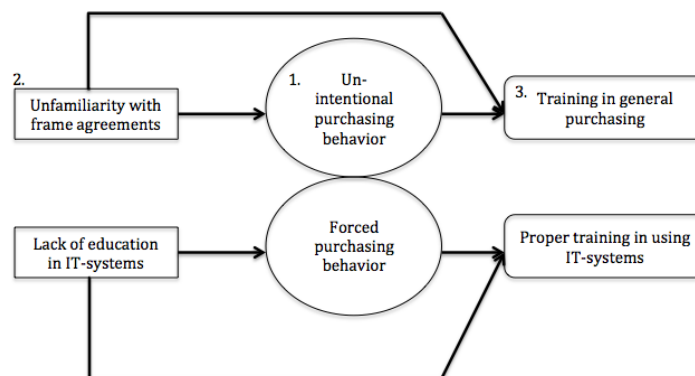 2.
Unfamiliarity with
frame agreements
1. Un-
intentional
purchasing
behavior
3. Training in general
purchasing
Lack of education
in IT-systems
Forced
purchasing
behavior
Proper training in using
IT-systems